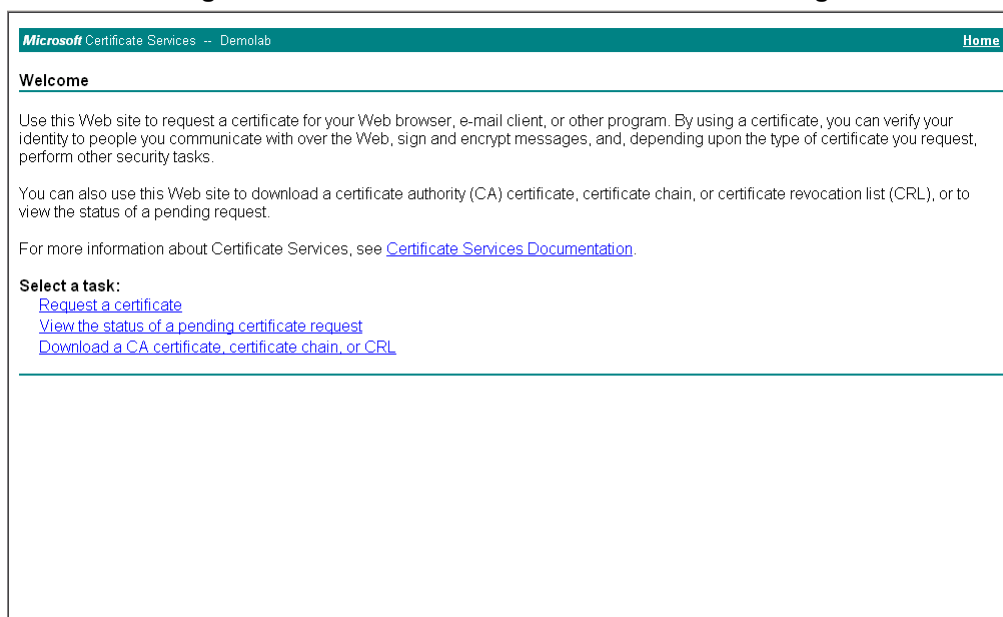 Microsoft Certificate Services -- Demolab Home
Welcome
Use this Web site to request a certificate for your Web browser, e-mail client, or other program. By using a certificate, you can verify your
identity to people you communicate with over the Web, sign and encrypt messages, and, depending upon the type of certificate you request,
perform other security tasks.
You can also use this Web site to download a certificate authority (CA) certificate, certificate chain, or certificate revocation list (CRL), or to
view the status of a pending request.
For more information about Certificate Services, see Certificate Services Documentation.
Select a task:
Request a certificate
View the status of a pending certificate request
Download a CA certificate, certificate chain, or CRL